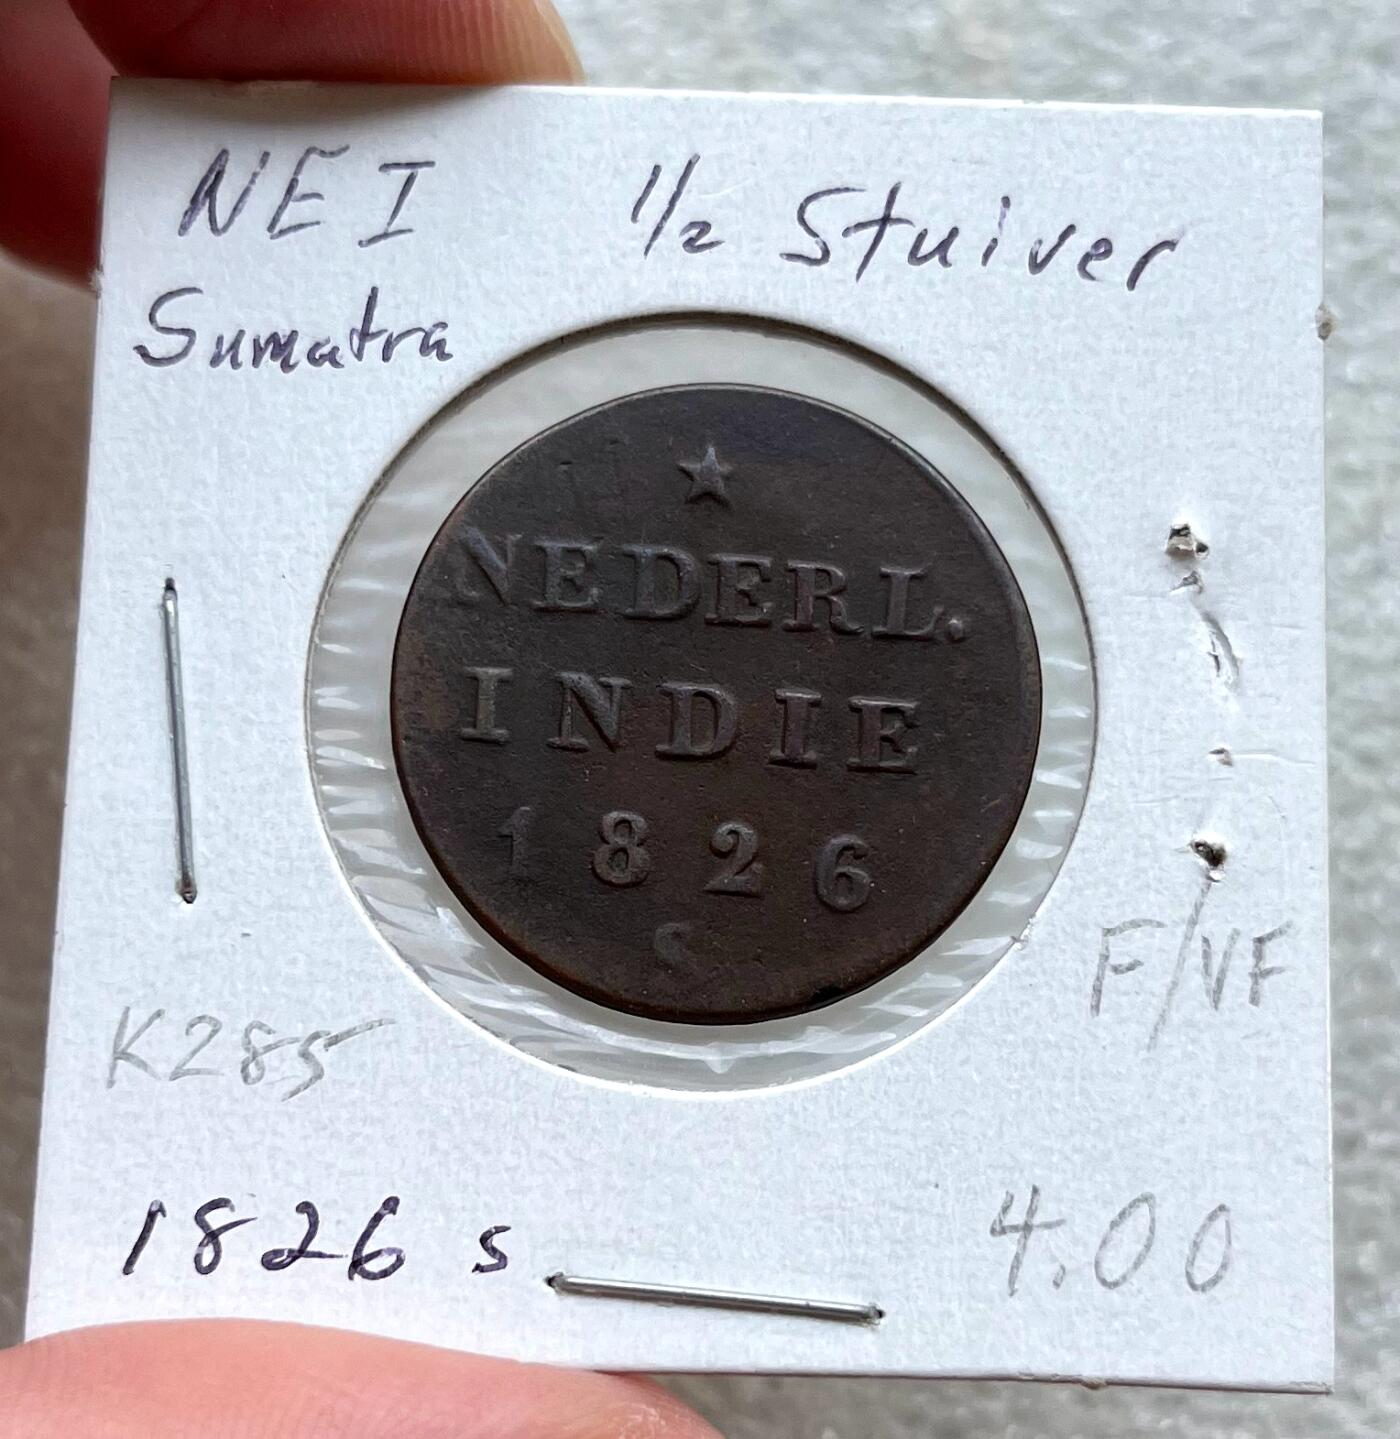 NEI 1/2 Stuiver
Sumatra
NEDERL.
INDIE
1826
S
F/VF
K285
1826 s
4.00